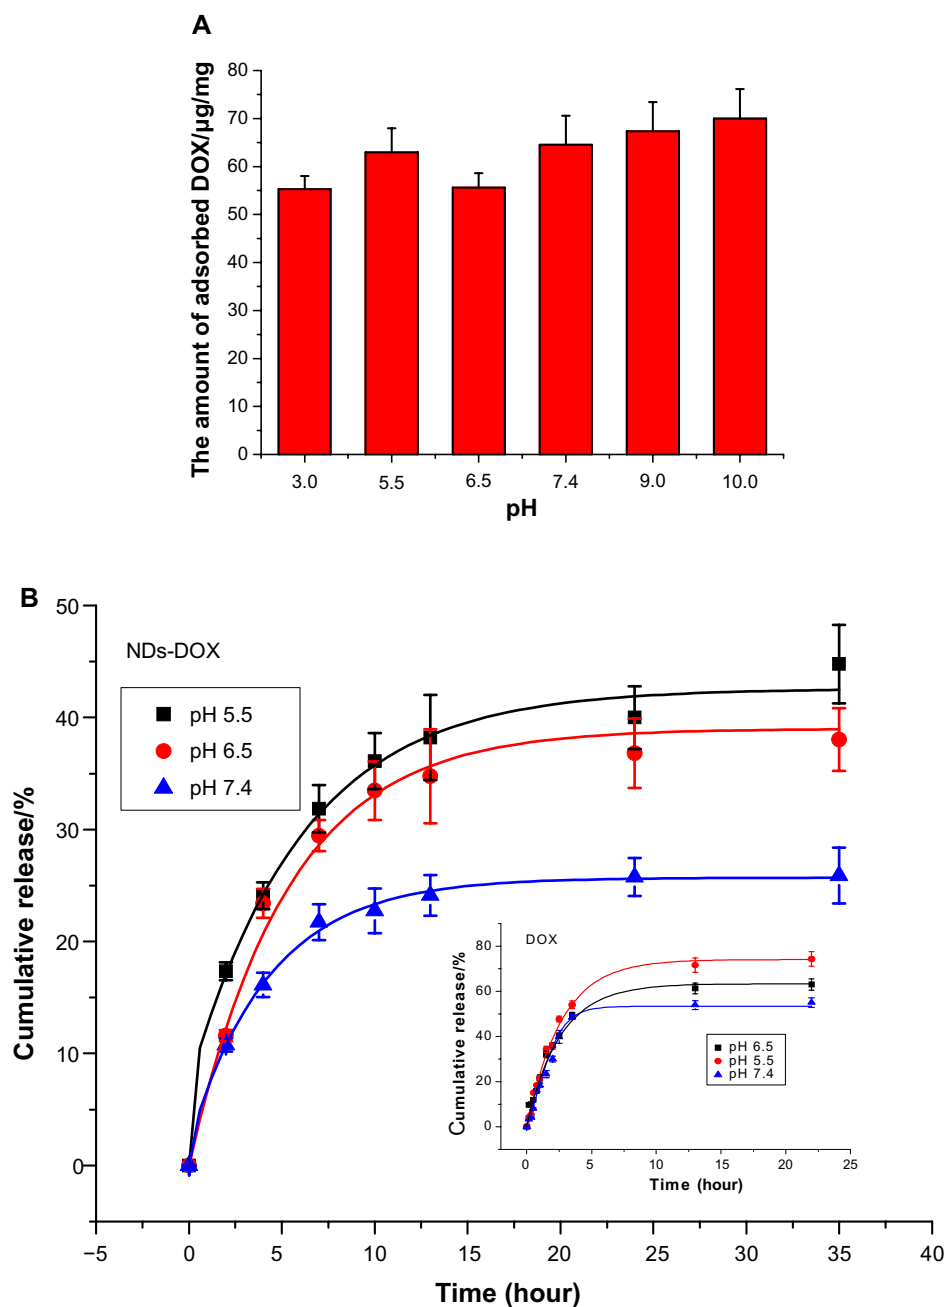 A
The amount of adsorbed DOX/µg/mg
80
70
60
50
40
30
20
10
0
3.0 5.5 6.5 7.4 9.0 10.0
pH
B
Cumulative release/%
50
40
30
20
10
0
NDs-DOX
pH 5.5
pH 6.5
pH 7.4
DOX
Cumulative release/%
80
60
40
20
0
pH 6.5
pH 5.5
pH 7.4
0 5 10 15 20 25
Time (hour)
−5 0 5 10 15 20 25 30 35 40
Time (hour)